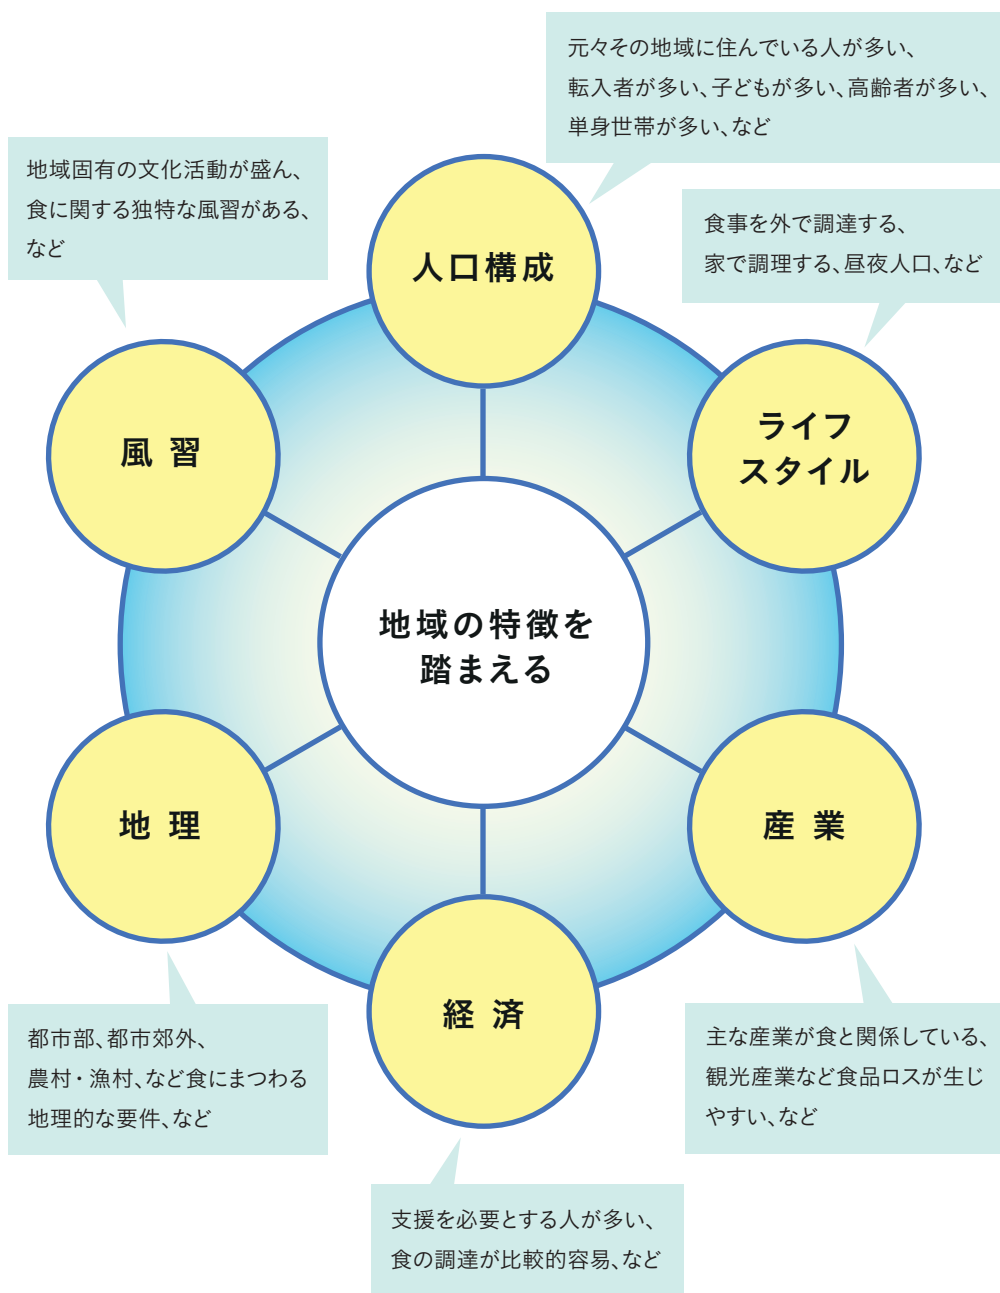 元々その地域に住んでいる人が多い、
転入者が多い、子どもが多い、高齢者が多い、
単身世帯が多い、など
地域固有の文化活動が盛ん、
食に関する独特な風習がある、
など
食事を外で調達する、
家で調理する、昼夜人口、など
人口構成
風習
ライフ
スタイル
地域の特徴を
踏まえる
地理
産業
経済
都市部、都市郊外、
農村・漁村、など食にまつわる
地理的な要件、など
主な産業が食と関係している、
観光産業など食品ロスが生じ
やすい、など
支援を必要とする人が多い、
食の調達が比較的容易、など